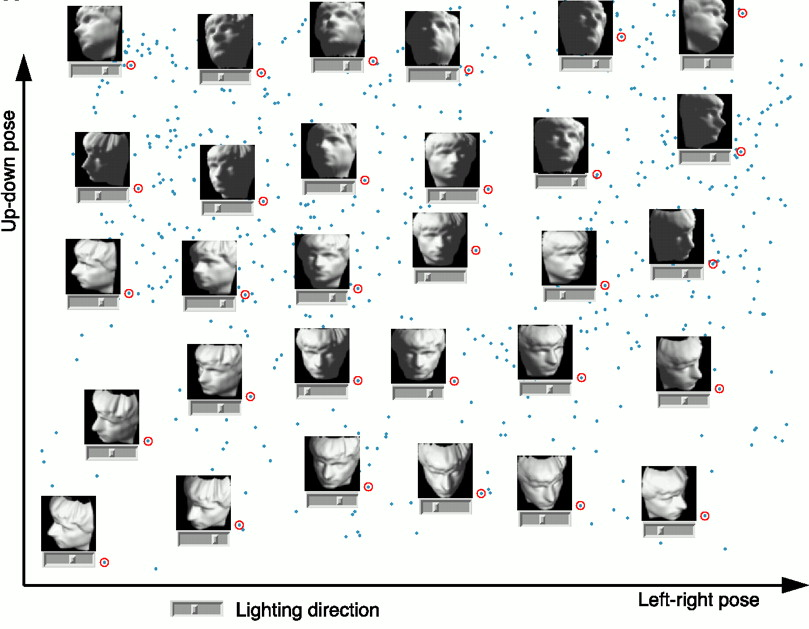 Up-down pose
Left-right pose
Lighting direction